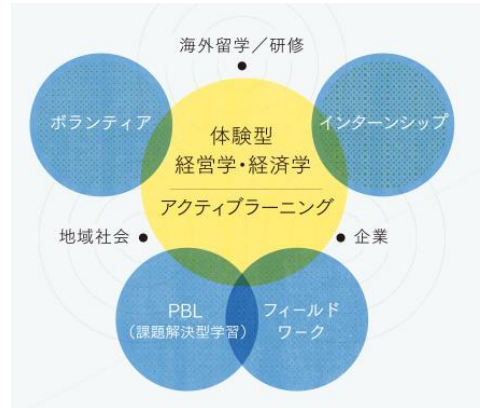 海外留学／研修
ボランティア
インターンシップ
体験型
経営学・経済学
アクティブラーニング
地域社会
企業
PBL
（課題解決型学習）
フィールド
ワーク